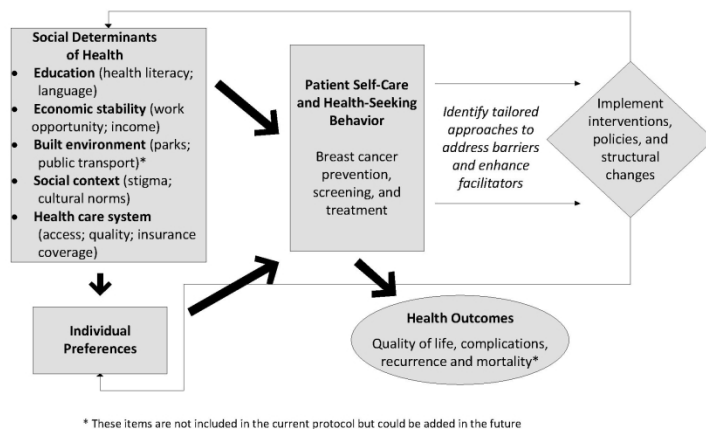 Social Determinants
of Health
• Education (health literacy;
language)
• Economic stability (work
opportunity; income)
• Built environment (parks;
public transport)*
• Social context (stigma;
cultural norms)
• Health care system
(access; quality; insurance
coverage)
Individual
Preferences
Patient Self-Care
and Health-Seeking
Behavior
Breast cancer
prevention,
screening, and
treatment
Identify tailored
approaches to
address barriers
and enhance
facilitators
Implement
interventions,
policies, and
structural
changes
Health Outcomes
Quality of life, complications,
recurrence and mortality*
* These items are not included in the current protocol but could be added in the future